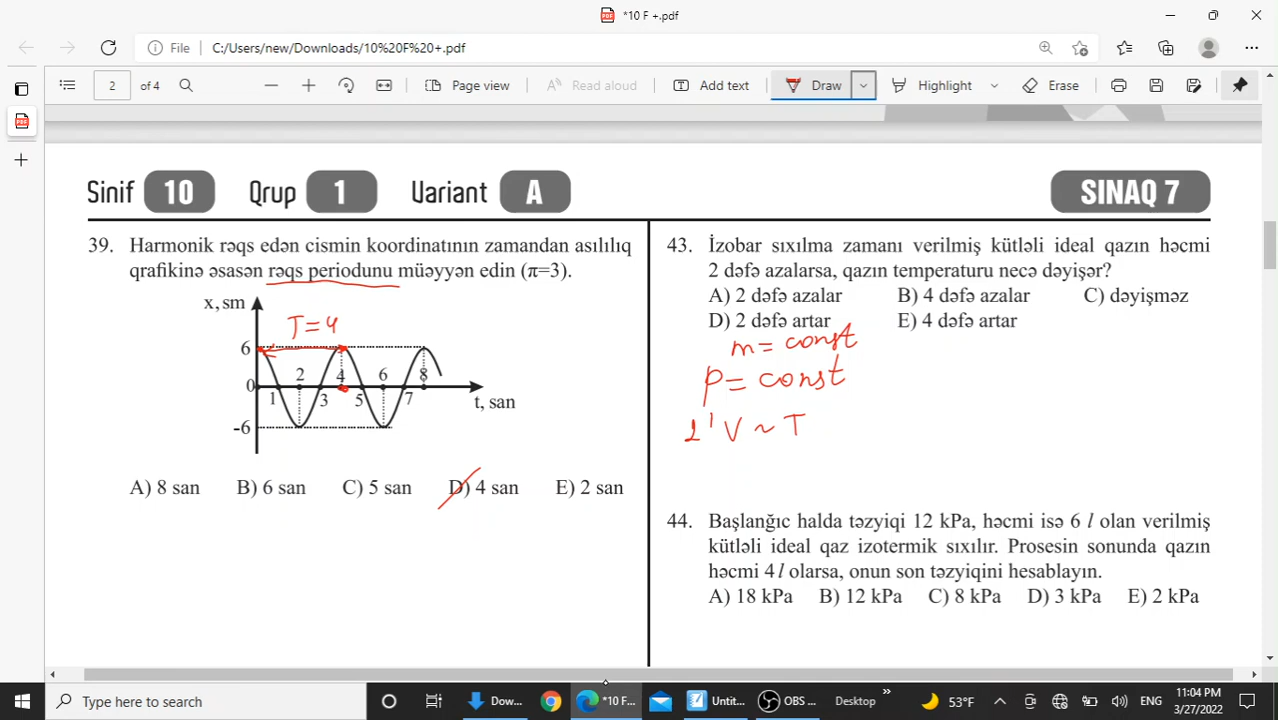 *10 F +.pdf
File C:/Users/new/Downloads/10%20F%20+.pdf
2 of 4 Page view Add text Read aloud Draw Highlight Erase
Sinif 10 Qrup 1 Variant A SINAQ 7
39. Harmonik rəqs edən cismin koordinatının zamandan asılılıq
qrafikinə əsasən rəqs periodunu müəyyən edin (π=3).
x, sm
T=4
6
2 4 6 8
0
1 3 5 7
t, san
-6
A) 8 san B) 6 san C) 5 san D) 4 san E) 2 san
43. İzobar sıxılma zamanı verilmiş kütləli ideal qazın həcmi
2 dəfə azalarsa, qazın temperaturu necə dəyişər?
A) 2 dəfə azalar B) 4 dəfə azalar C) dəyişməz
D) 2 dəfə artar E) 4 dəfə artar
m = const
p = const
V ~ T
44. Başlanğıc halda təzyiqi 12 kPa, həcmi isə 6 l olan verilmiş
kütləli ideal qaz izotermik sıxılır. Prosesin sonunda qazın
həcmi 4 l olarsa, onun son təzyiqini hesablayın.
A) 18 kPa B) 12 kPa C) 8 kPa D) 3 kPa E) 2 kPa
Type here to search Dow... *10 F... Untit... OBS ... Desktop 53°F ENG 11:04 PM
3/27/2022